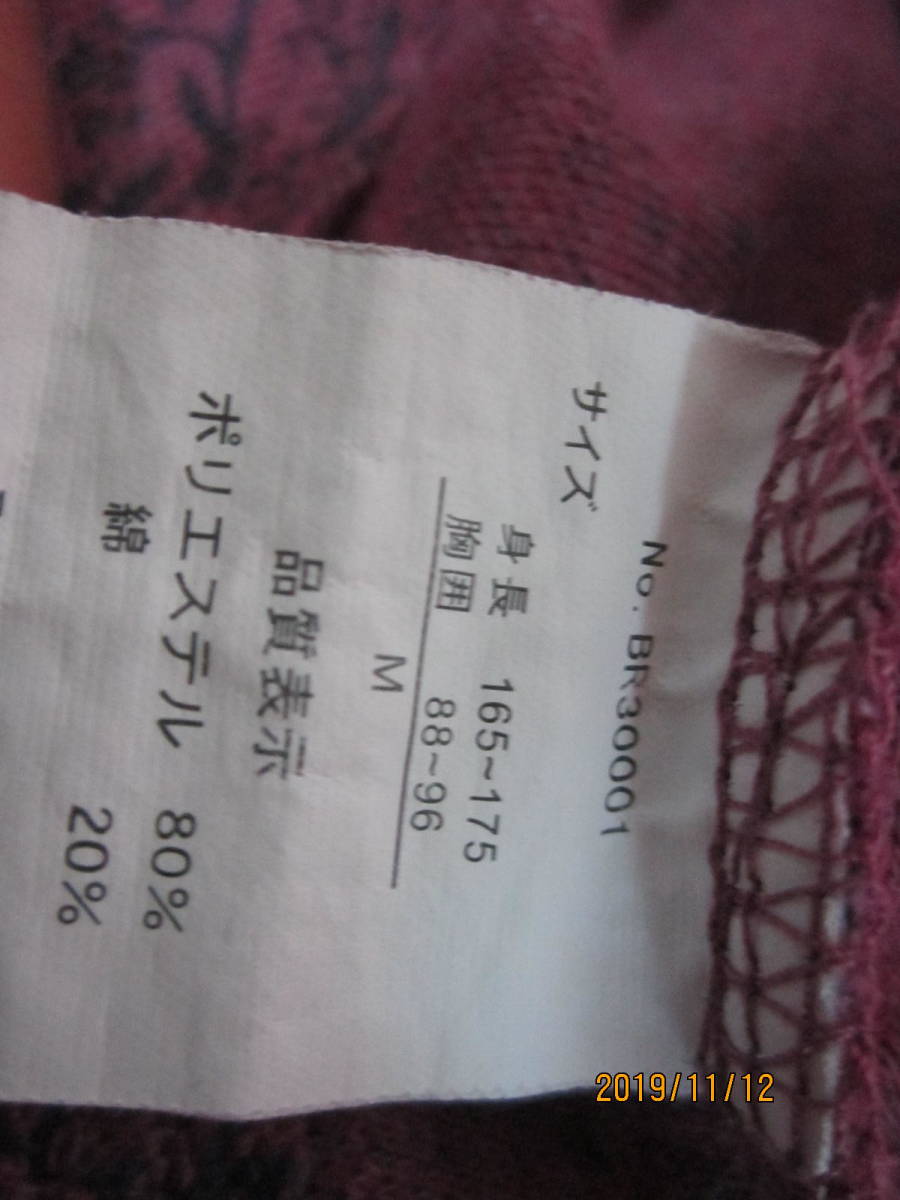 No. BR30001
サイズ
身長 165~175
胸囲 88~96
M
品質表示
ポリエステル 80%
綿 20%
2019/11/12